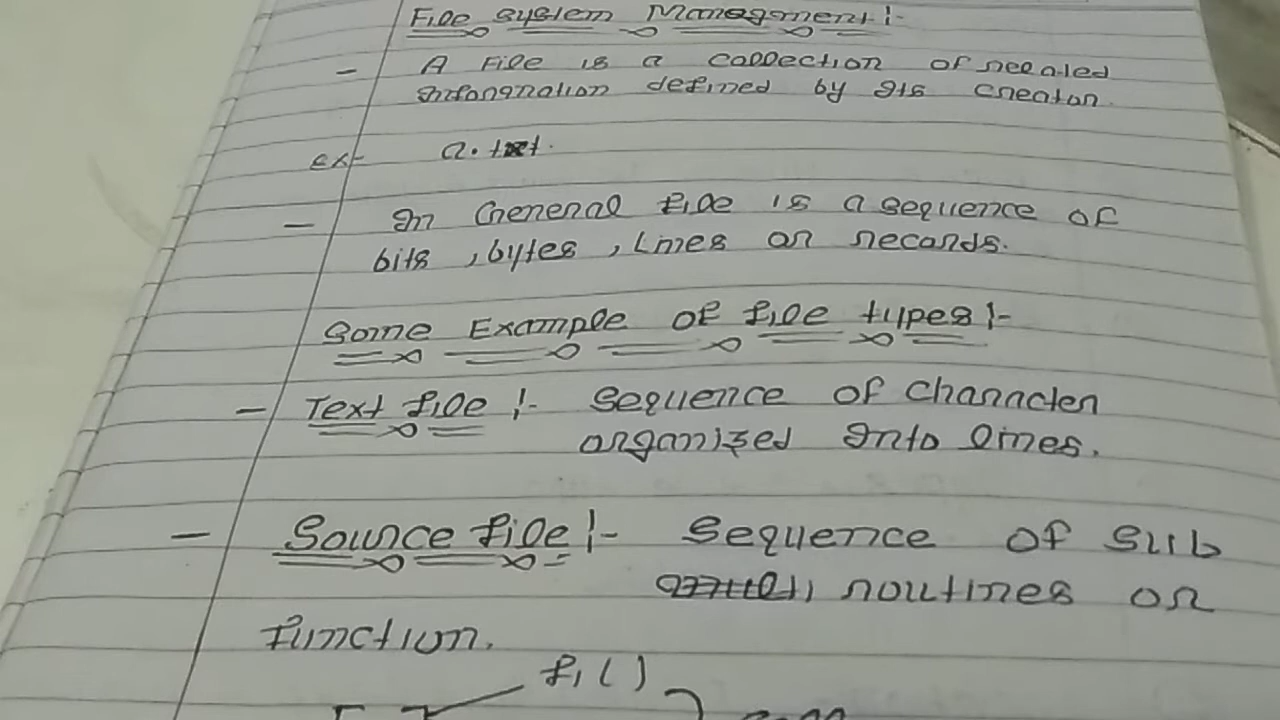 File System Management:-
- A File is a collection of related
information defined by its creator.
ex- a.txt.
- In General file is a sequence of
bits, bytes, lines or records.
Some Example of file types:-
- Text file:- Sequence of Character
organized into lines.
- Source file:- Sequence of Sub
routines or
function.
f1()